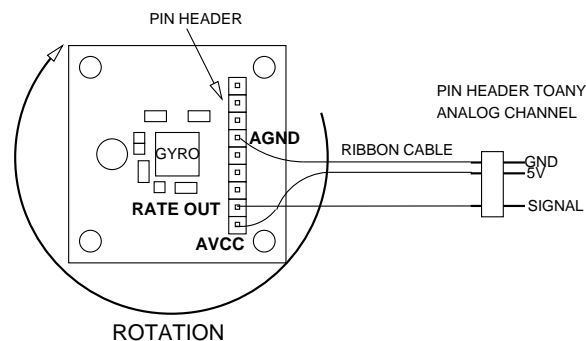 PIN HEADER
PIN HEADER TOANY
ANALOG CHANNEL
AGND
RIBBON CABLE
GND
5V
GYRO
RATE OUT
SIGNAL
AVCC
ROTATION